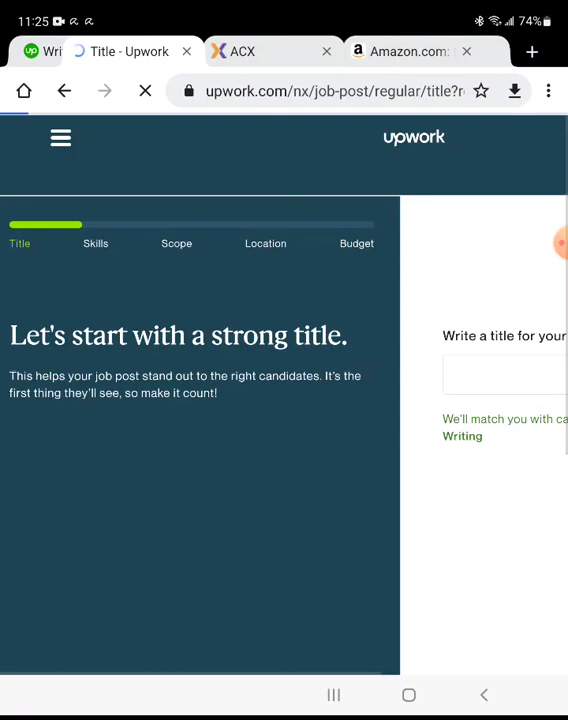 11:25
74%
up Wri
Title - Upwork
ACX
Amazon.com:
upwork.com/nx/job-post/regular/title?r
upwork
Title
Skills
Scope
Location
Budget
Let's start with a strong title.
This helps your job post stand out to the right candidates. It's the
first thing they'll see, so make it count!
Write a title for your
We'll match you with ca
Writing